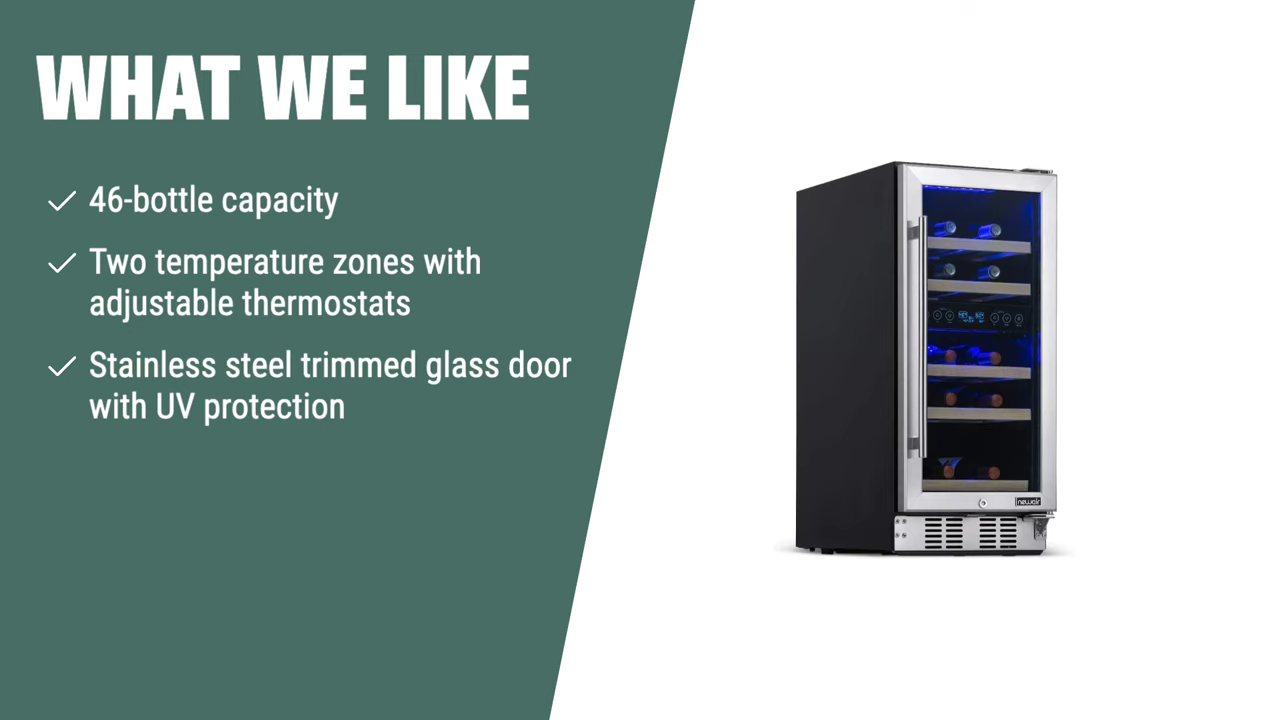 WHAT WE LIKE
46-bottle capacity
Two temperature zones with
adjustable thermostats
Stainless steel trimmed glass door
with UV protection
newair